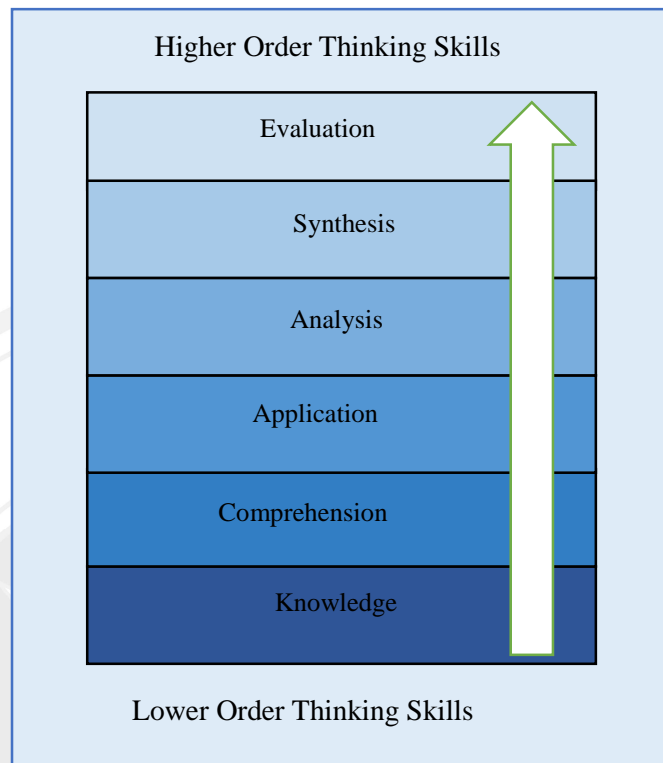 Higher Order Thinking Skills
Evaluation
Synthesis
Analysis
Application
Comprehension
Knowledge
Lower Order Thinking Skills